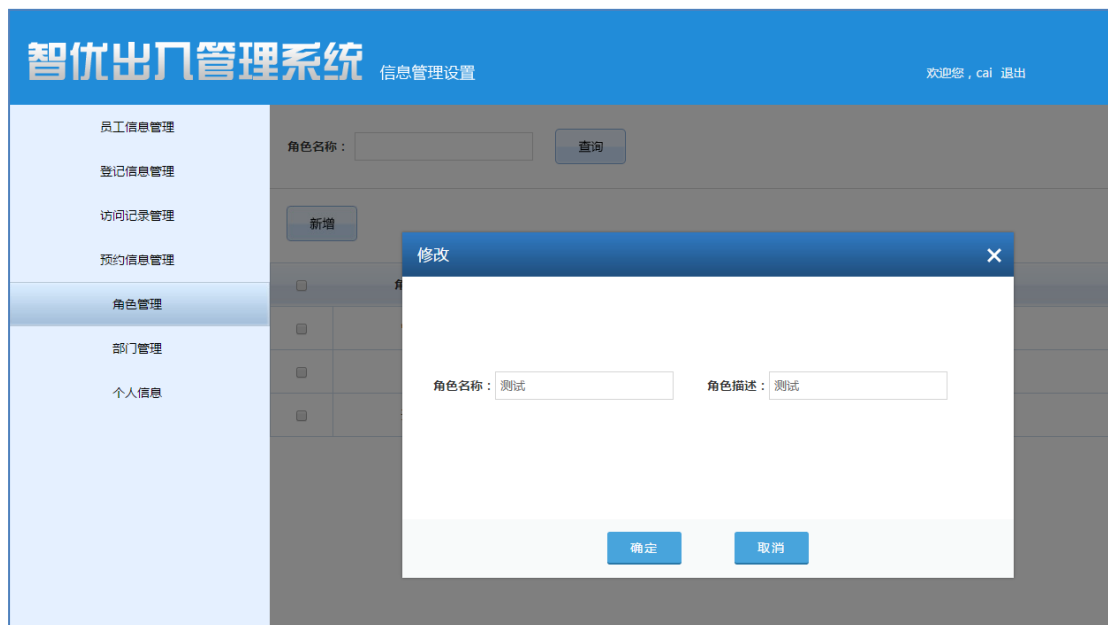 智优出入管理系统 信息管理设置 欢迎您，cai 退出
员工信息管理
登记信息管理
访问记录管理
预约信息管理
角色管理
部门管理
个人信息
角色名称： 查询
新增
修改
角色名称：测试 角色描述：测试
确定 取消